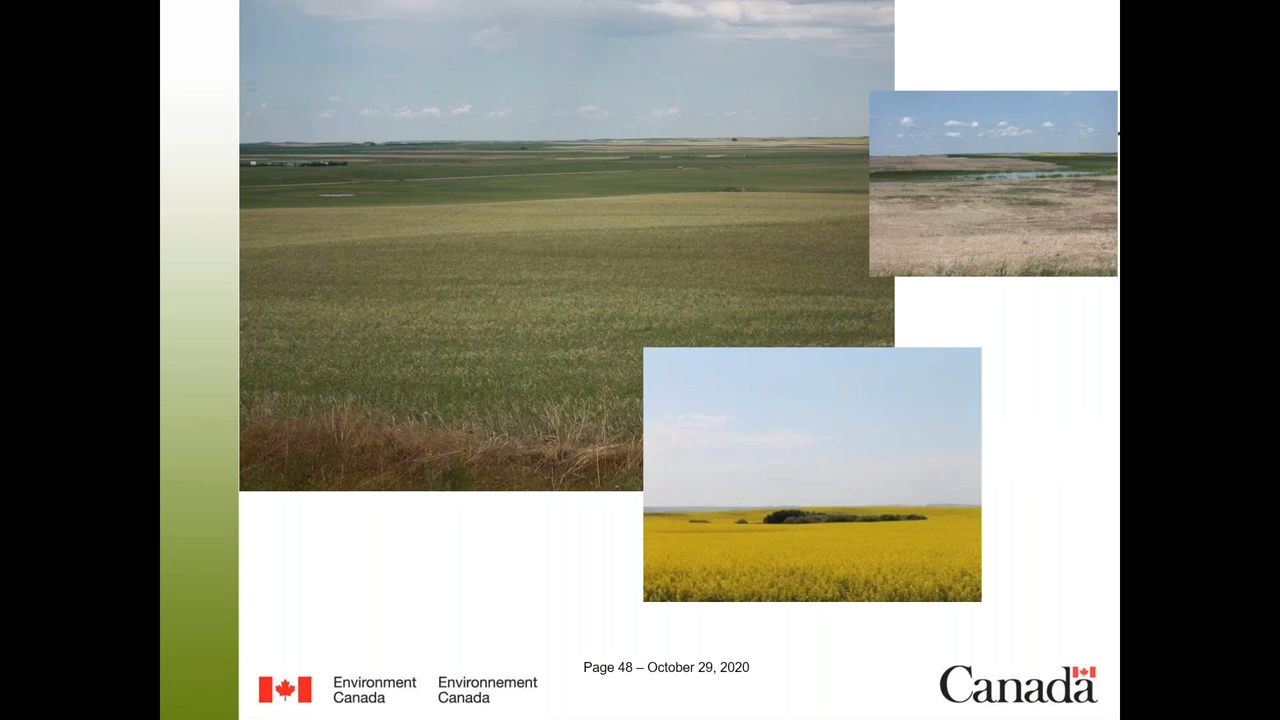 Page 48 – October 29, 2020
Environment
Canada
Environnement
Canada
Canada